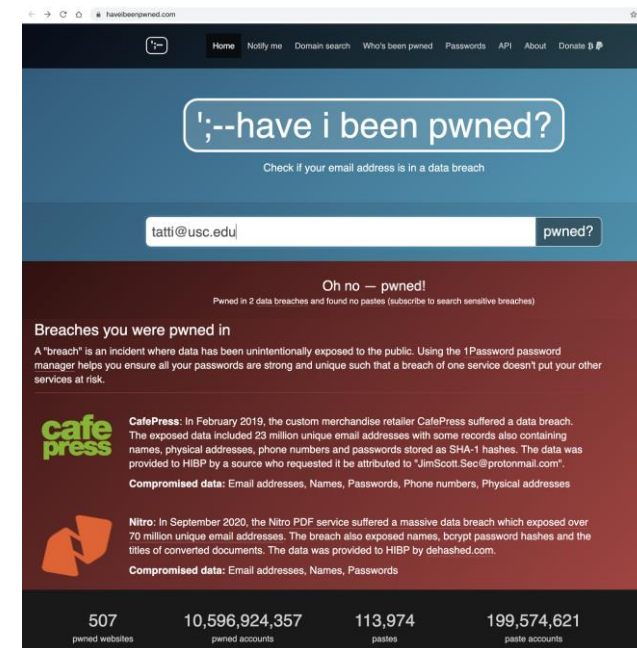 haveibeenpwned.com
';--
Home Notify me Domain search Who's been pwned Passwords API About Donate
';--have i been pwned?
Check if your email address is in a data breach
tatti@usc.edu
pwned?
Oh no — pwned!
Pwned in 2 data breaches and found no pastes (subscribe to search sensitive breaches)
Breaches you were pwned in
A "breach" is an incident where data has been unintentionally exposed to the public. Using the 1Password password
manager helps you ensure all your passwords are strong and unique such that a breach of one service doesn't put your other
services at risk.
cafe
press
CafePress: In February 2019, the custom merchandise retailer CafePress suffered a data breach.
The exposed data included 23 million unique email addresses with some records also containing
names, physical addresses, phone numbers and passwords stored as SHA-1 hashes. The data was
provided to HIBP by a source who requested it be attributed to "JimScott.Sec@protonmail.com".
Compromised data: Email addresses, Names, Passwords, Phone numbers, Physical addresses
Nitro: In September 2020, the Nitro PDF service suffered a massive data breach which exposed over
70 million unique email addresses. The breach also exposed names, bcrypt password hashes and the
titles of converted documents. The data was provided to HIBP by dehashed.com.
Compromised data: Email addresses, Names, Passwords
507 10,596,924,357 113,974 199,574,621
pwned websites pwned accounts pastes paste accounts